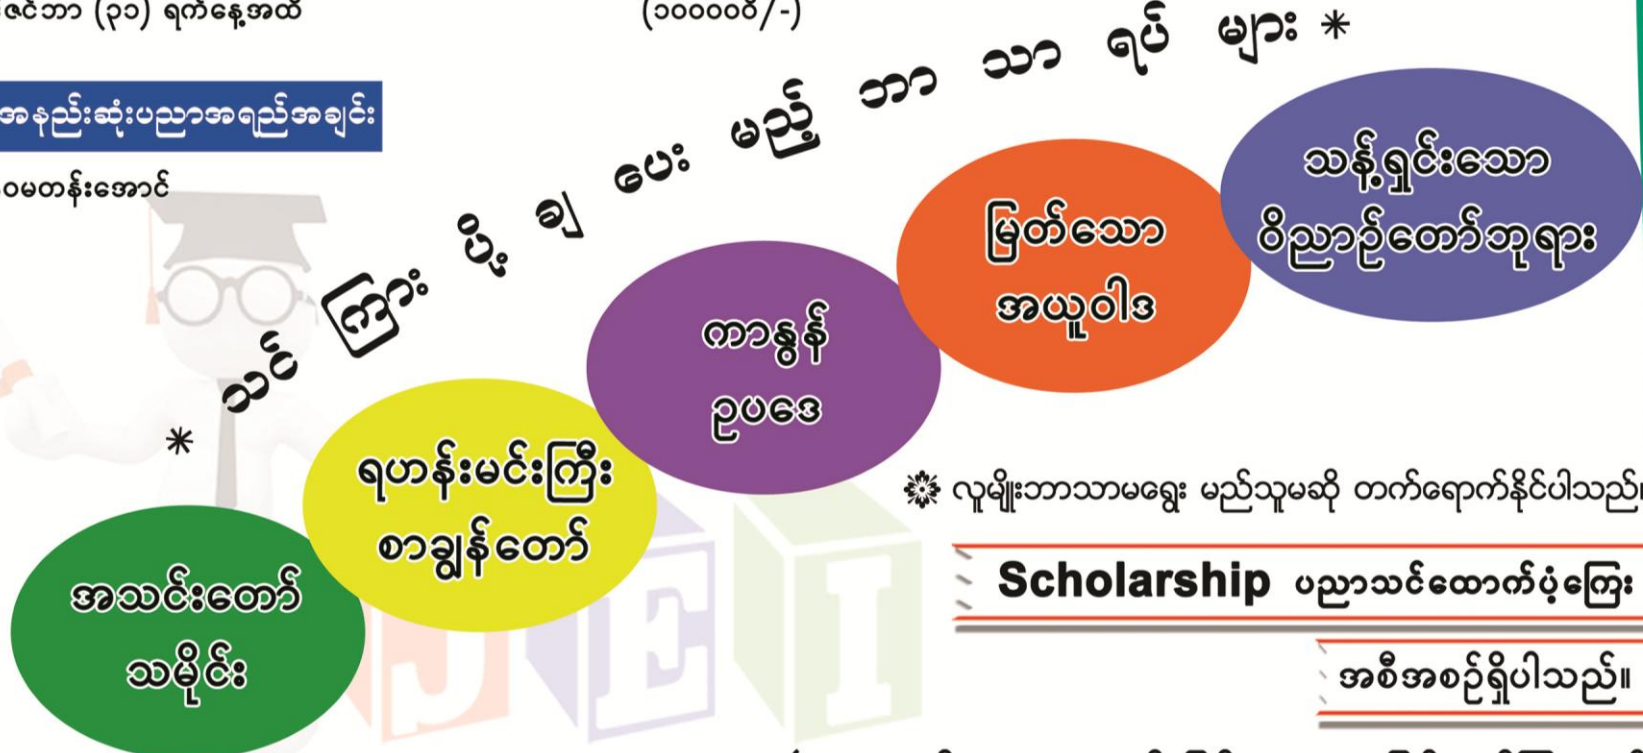 (၃၁) ရက်နေ့အထိ
(၁၀၀၀၀၀ိ/-)
အနည်းဆုံးပညာအရည်အချင်း
ဝမတန်းအောင်
* သင်ကြားပို့ချပေးမည့်ဘာသာရပ်များ *
သန့်ရှင်းသော
ဝိညာဉ်တော်ဘုရား
မြတ်သော
အယူဝါဒ
ကာနွန်
ဥပဒေ
ရဟန်းမင်းကြီး
စာချွန်တော်
အသင်းတော်
သမိုင်း
JEI
လူမျိုးဘာသာမရွေး မည်သူမဆို တက်ရောက်နိုင်ပါသည်။
Scholarship ပညာသင်ထောက်ပံ့ကြေး
အစီအစဉ်ရှိပါသည်။